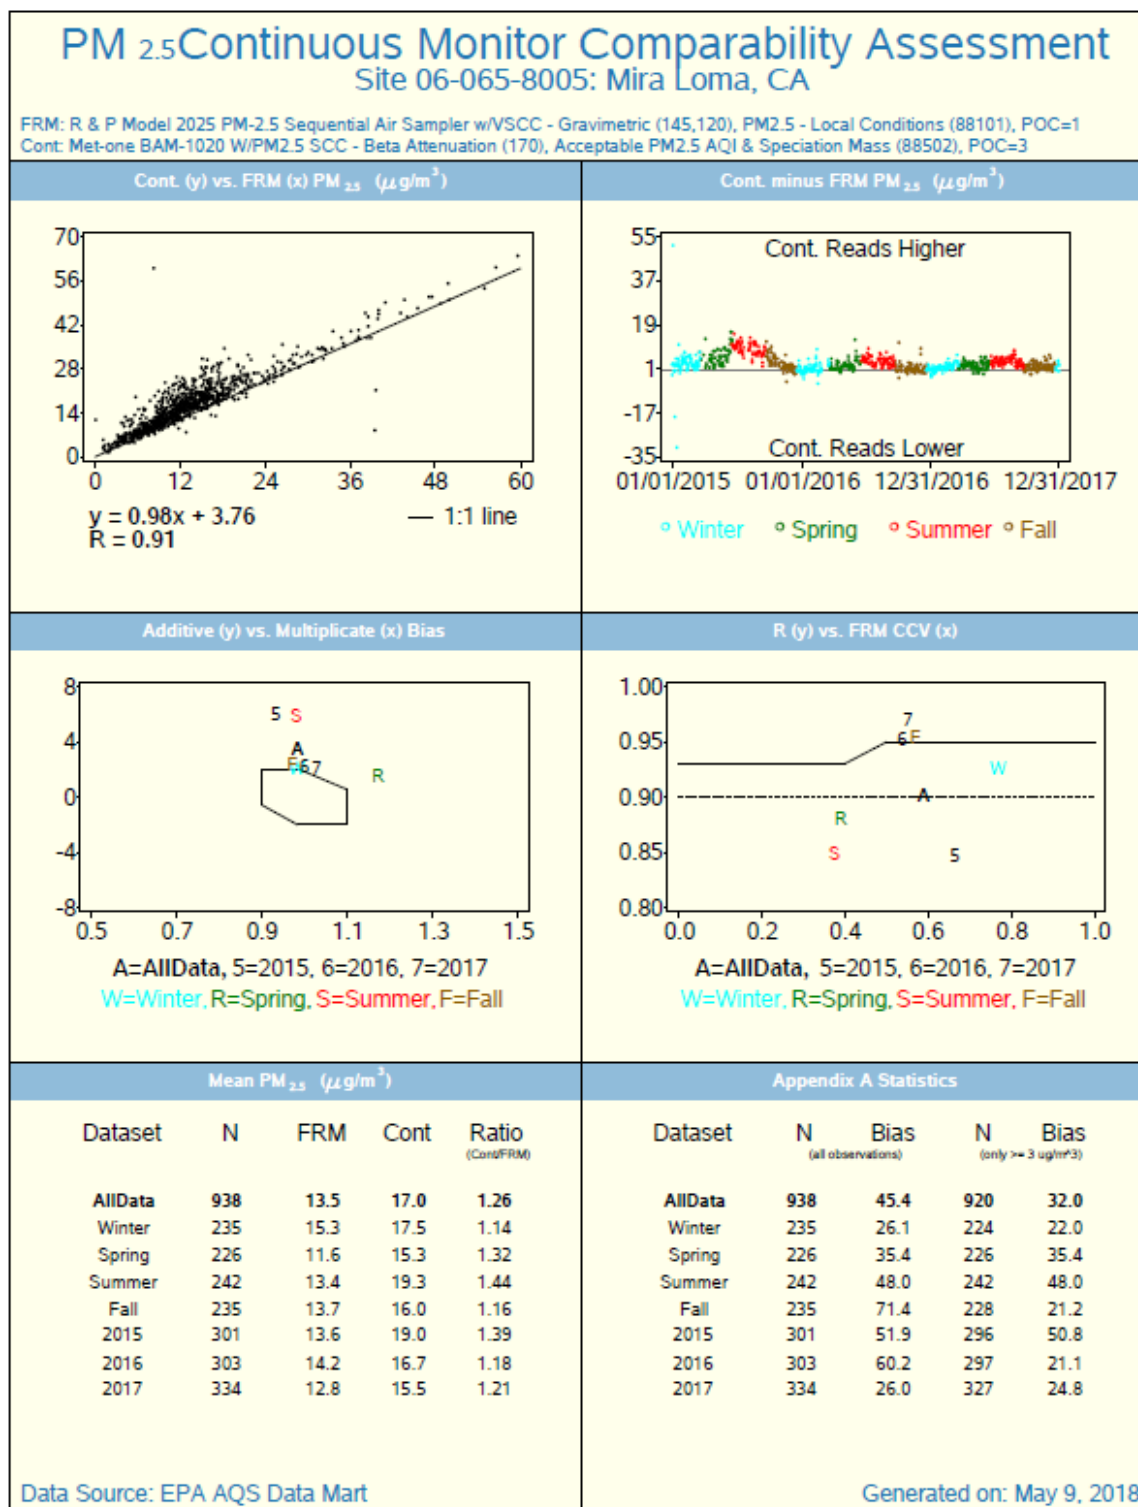 PM 2.5 Continuous Monitor Comparability Assessment
Site 06-065-8005: Mira Loma, CA
FRM: R & P Model 2025 PM-2.5 Sequential Air Sampler w/VSCC - Gravimetric (145,120), PM2.5 - Local Conditions (88101), POC=1
Cont: Met-one BAM-1020 W/PM2.5 SCC - Beta Attenuation (170), Acceptable PM2.5 AQI & Speciation Mass (88502), POC=3
Cont. (y) vs. FRM (x) PM 2.5 (μg/m³)
70
56
42
28
14
0
0 12 24 36 48 60
y = 0.98x + 3.76
R = 0.91
— 1:1 line
Cont. minus FRM PM 2.5 (μg/m³)
55
37
19
1
-17
-35
Cont. Reads Higher
Cont. Reads Lower
01/01/2015 01/01/2016 12/31/2016 12/31/2017
Winter Spring Summer Fall
Additive (y) vs. Multiplicate (x) Bias
8
4
0
-4
-8
5 S
A
F 6 7
W
R
0.5 0.7 0.9 1.1 1.3 1.5
A=AllData, 5=2015, 6=2016, 7=2017
W=Winter, R=Spring, S=Summer, F=Fall
R (y) vs. FRM CCV (x)
1.00
0.95
0.90
0.85
0.80
7
6 F
W
A
R
S
5
0.0 0.2 0.4 0.6 0.8 1.0
A=AllData, 5=2015, 6=2016, 7=2017
W=Winter, R=Spring, S=Summer, F=Fall
Mean PM 2.5 (μg/m³)
Dataset N FRM Cont Ratio
(Cont/FRM)
AllData 938 13.5 17.0 1.26
Winter 235 15.3 17.5 1.14
Spring 226 11.6 15.3 1.32
Summer 242 13.4 19.3 1.44
Fall 235 13.7 16.0 1.16
2015 301 13.6 19.0 1.39
2016 303 14.2 16.7 1.18
2017 334 12.8 15.5 1.21
Appendix A Statistics
Dataset N Bias N Bias
(all observations) (only >= 3 ug/m^3)
AllData 938 45.4 920 32.0
Winter 235 26.1 224 22.0
Spring 226 35.4 226 35.4
Summer 242 48.0 242 48.0
Fall 235 71.4 228 21.2
2015 301 51.9 296 50.8
2016 303 60.2 297 21.1
2017 334 26.0 327 24.8
Data Source: EPA AQS Data Mart
Generated on: May 9, 2018